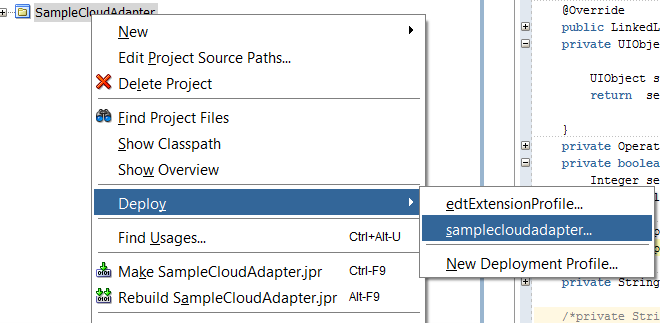 SampleCloudAdapter
New
Edit Project Source Paths...
Delete Project
Find Project Files
Show Classpath
Show Overview
Deploy
Find Usages... Ctrl+Alt-U
Make SampleCloudAdapter.jpr Ctrl-F9
Rebuild SampleCloudAdapter.jpr Alt-F9
edtExtensionProfile...
samplecloudadapter...
New Deployment Profile...
@Override
public LinkedL
private UIObje
UIObject s
return se
}
private Operat
private boolea
Integer se
private String
/*private Stri